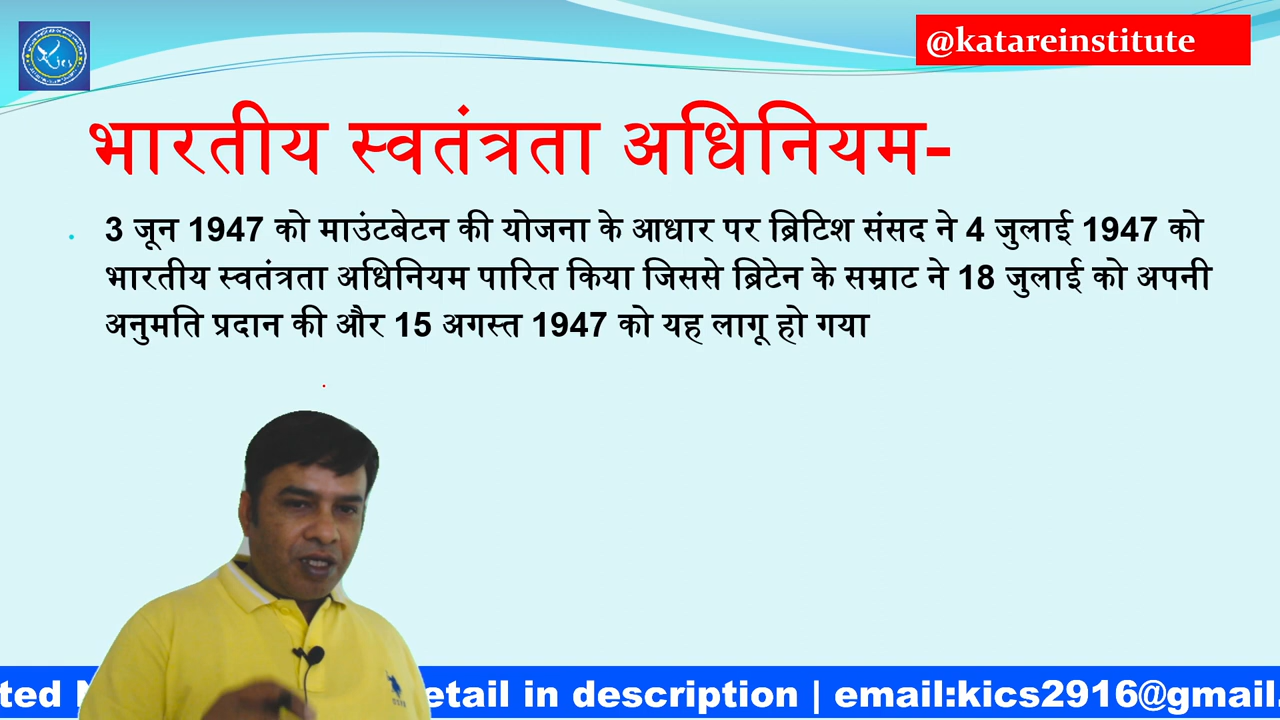 @katareinstitute
भारतीय स्वतंत्रता अधिनियम-
3 जून 1947 को माउंटबेटन की योजना के आधार पर ब्रिटिश संसद ने 4 जुलाई 1947 को
भारतीय स्वतंत्रता अधिनियम पारित किया जिससे ब्रिटेन के सम्राट ने 18 जुलाई को अपनी
अनुमति प्रदान की और 15 अगस्त 1947 को यह लागू हो गया
ted etail in description | email:kics2916@gmail.